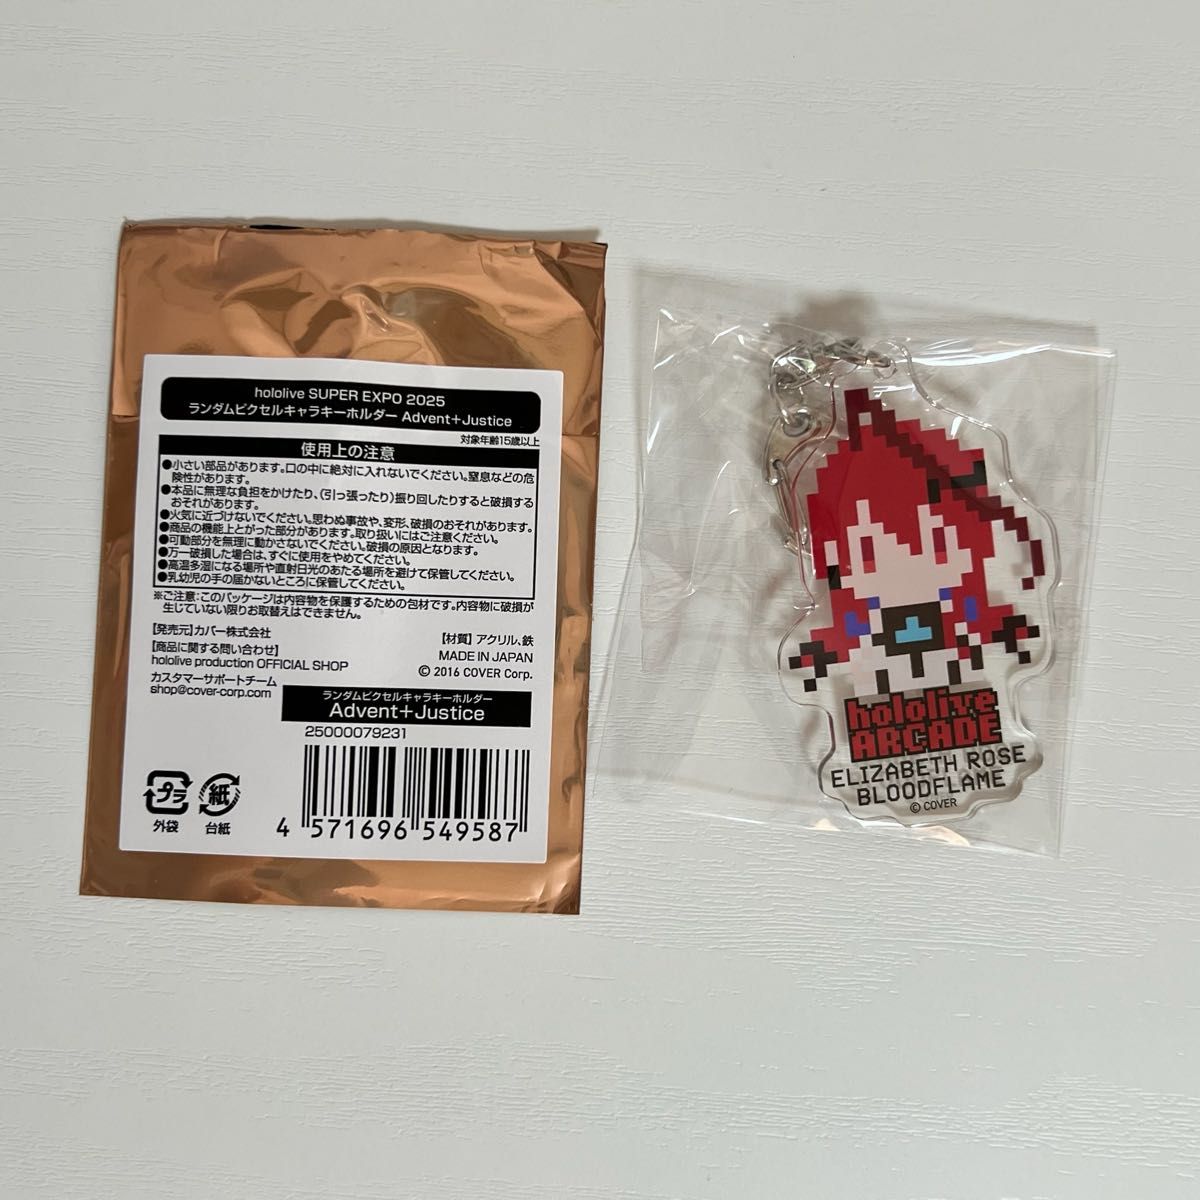 hololive SUPER EXPO 2025
ランダムピクセルキャラキーホルダー Advent+Justice
対象年齢15歳以上
使用上の注意
●小さい部品があります。口の中に絶対に入れないでください。窒息などの危
険性があります。
●本品に無理な負担をかけたり、(引っ張ったり)振り回したりすると破損する
おそれがあります。
●火気に近づけないでください。思わぬ事故や、変形、破損のおそれがあります。
●商品の機能上とがった部分があります。取り扱いにはご注意ください。
●可動部分を無理に動かさないでください。破損の原因となります。
●万一破損した場合は、すぐに使用をやめてください。
●高温多湿になる場所や直射日光のあたる場所を避けて保管してください。
●乳幼児の手の届かないところに保管してください。
※ご注意:このパッケージは内容物を保護するための包材です。内容物に破損が
生じていない限りお取替えはできません。
【発売元】カバー株式会社
【商品に関する問い合わせ】
hololive production OFFICIAL SHOP
カスタマーサポートチーム
shop@cover-corp.com
【材質】アクリル、鉄
MADE IN JAPAN
© 2016 COVER Corp.
ランダムピクセルキャラキーホルダー
Advent+Justice
25000079231
プラ
外袋
紙
台紙
4 571696 549587
hololive
ARCADE
ELIZABETH ROSE
BLOODFLAME
© COVER